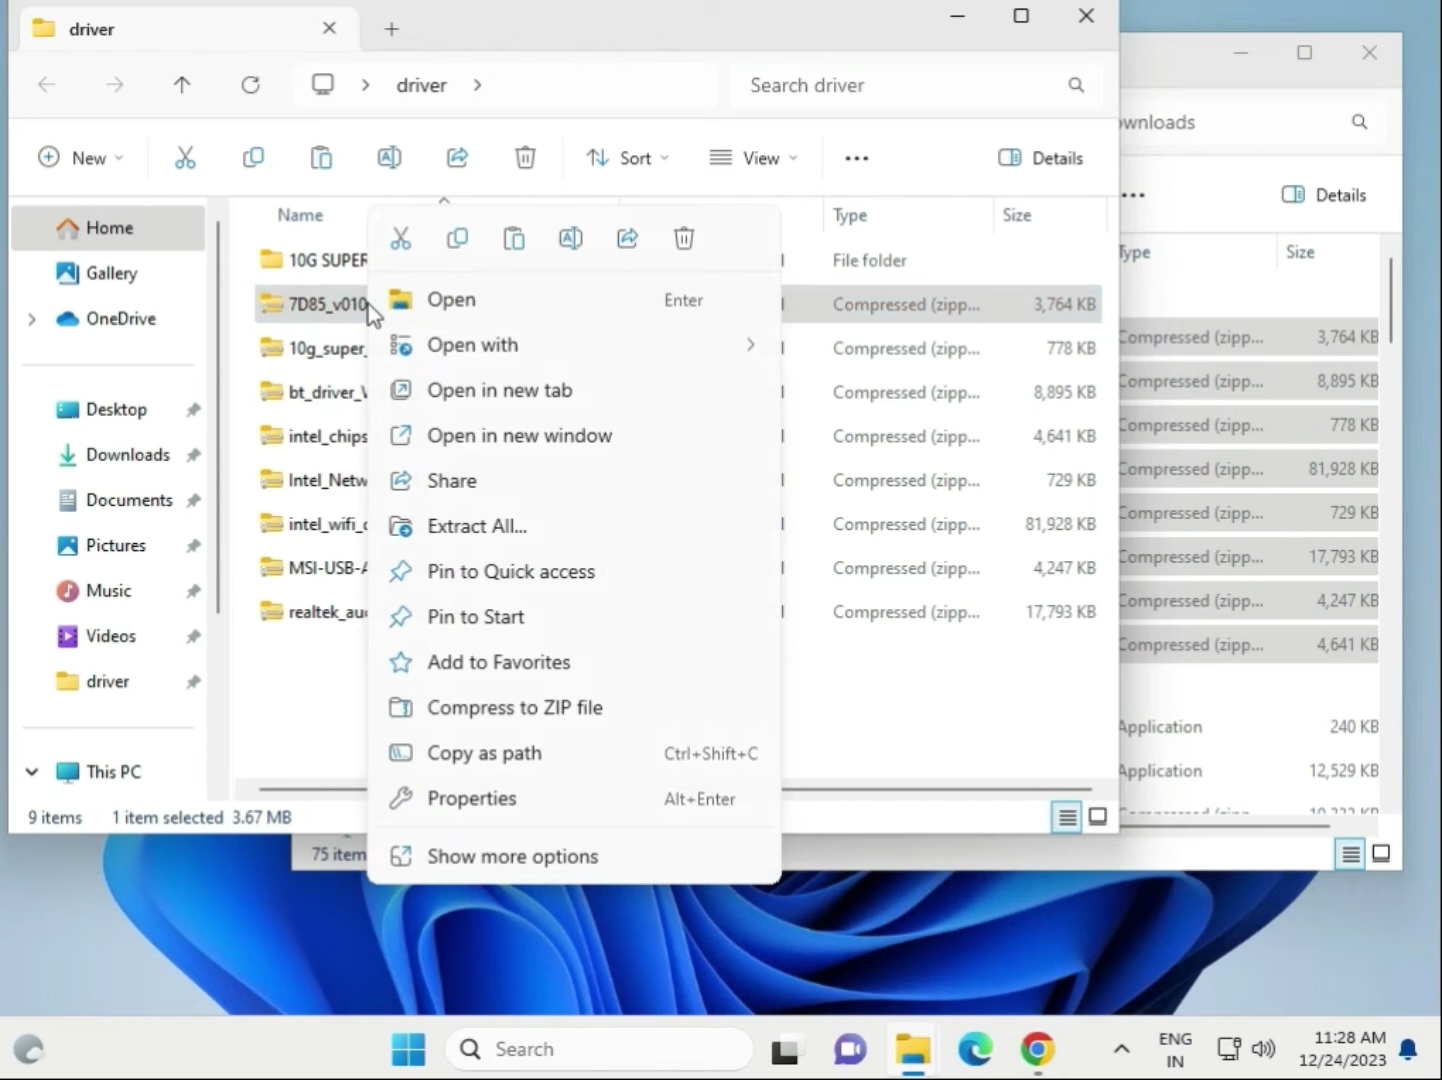 driver
driver
Search driver
ownloads
New
Sort
View
Details
Details
Name
Type
Size
Type
Size
Home
Gallery
OneDrive
Desktop
Downloads
Documents
Pictures
Music
Videos
driver
This PC
10G SUPER
File folder
7D85_v010
Compressed (zipp...
3,764 KB
10g_super_
Compressed (zipp...
778 KB
bt_driver_
Compressed (zipp...
8,895 KB
intel_chips
Compressed (zipp...
4,641 KB
Intel_Netw
Compressed (zipp...
729 KB
intel_wifi_
Compressed (zipp...
81,928 KB
MSI-USB-
Compressed (zipp...
4,247 KB
realtek_au
Compressed (zipp...
17,793 KB
Open Enter
Open with
Open in new tab
Open in new window
Share
Extract All...
Pin to Quick access
Pin to Start
Add to Favorites
Compress to ZIP file
Copy as path Ctrl+Shift+C
Properties Alt+Enter
Show more options
Compressed (zipp... 3,764 KB
Compressed (zipp... 8,895 KB
Compressed (zipp... 778 KB
Compressed (zipp... 81,928 KB
Compressed (zipp... 729 KB
Compressed (zipp... 17,793 KB
Compressed (zipp... 4,247 KB
Compressed (zipp... 4,641 KB
Application 240 KB
Application 12,529 KB
9 items 1 item selected 3.67 MB
75 item
Search
ENG
IN
11:28 AM
12/24/2023